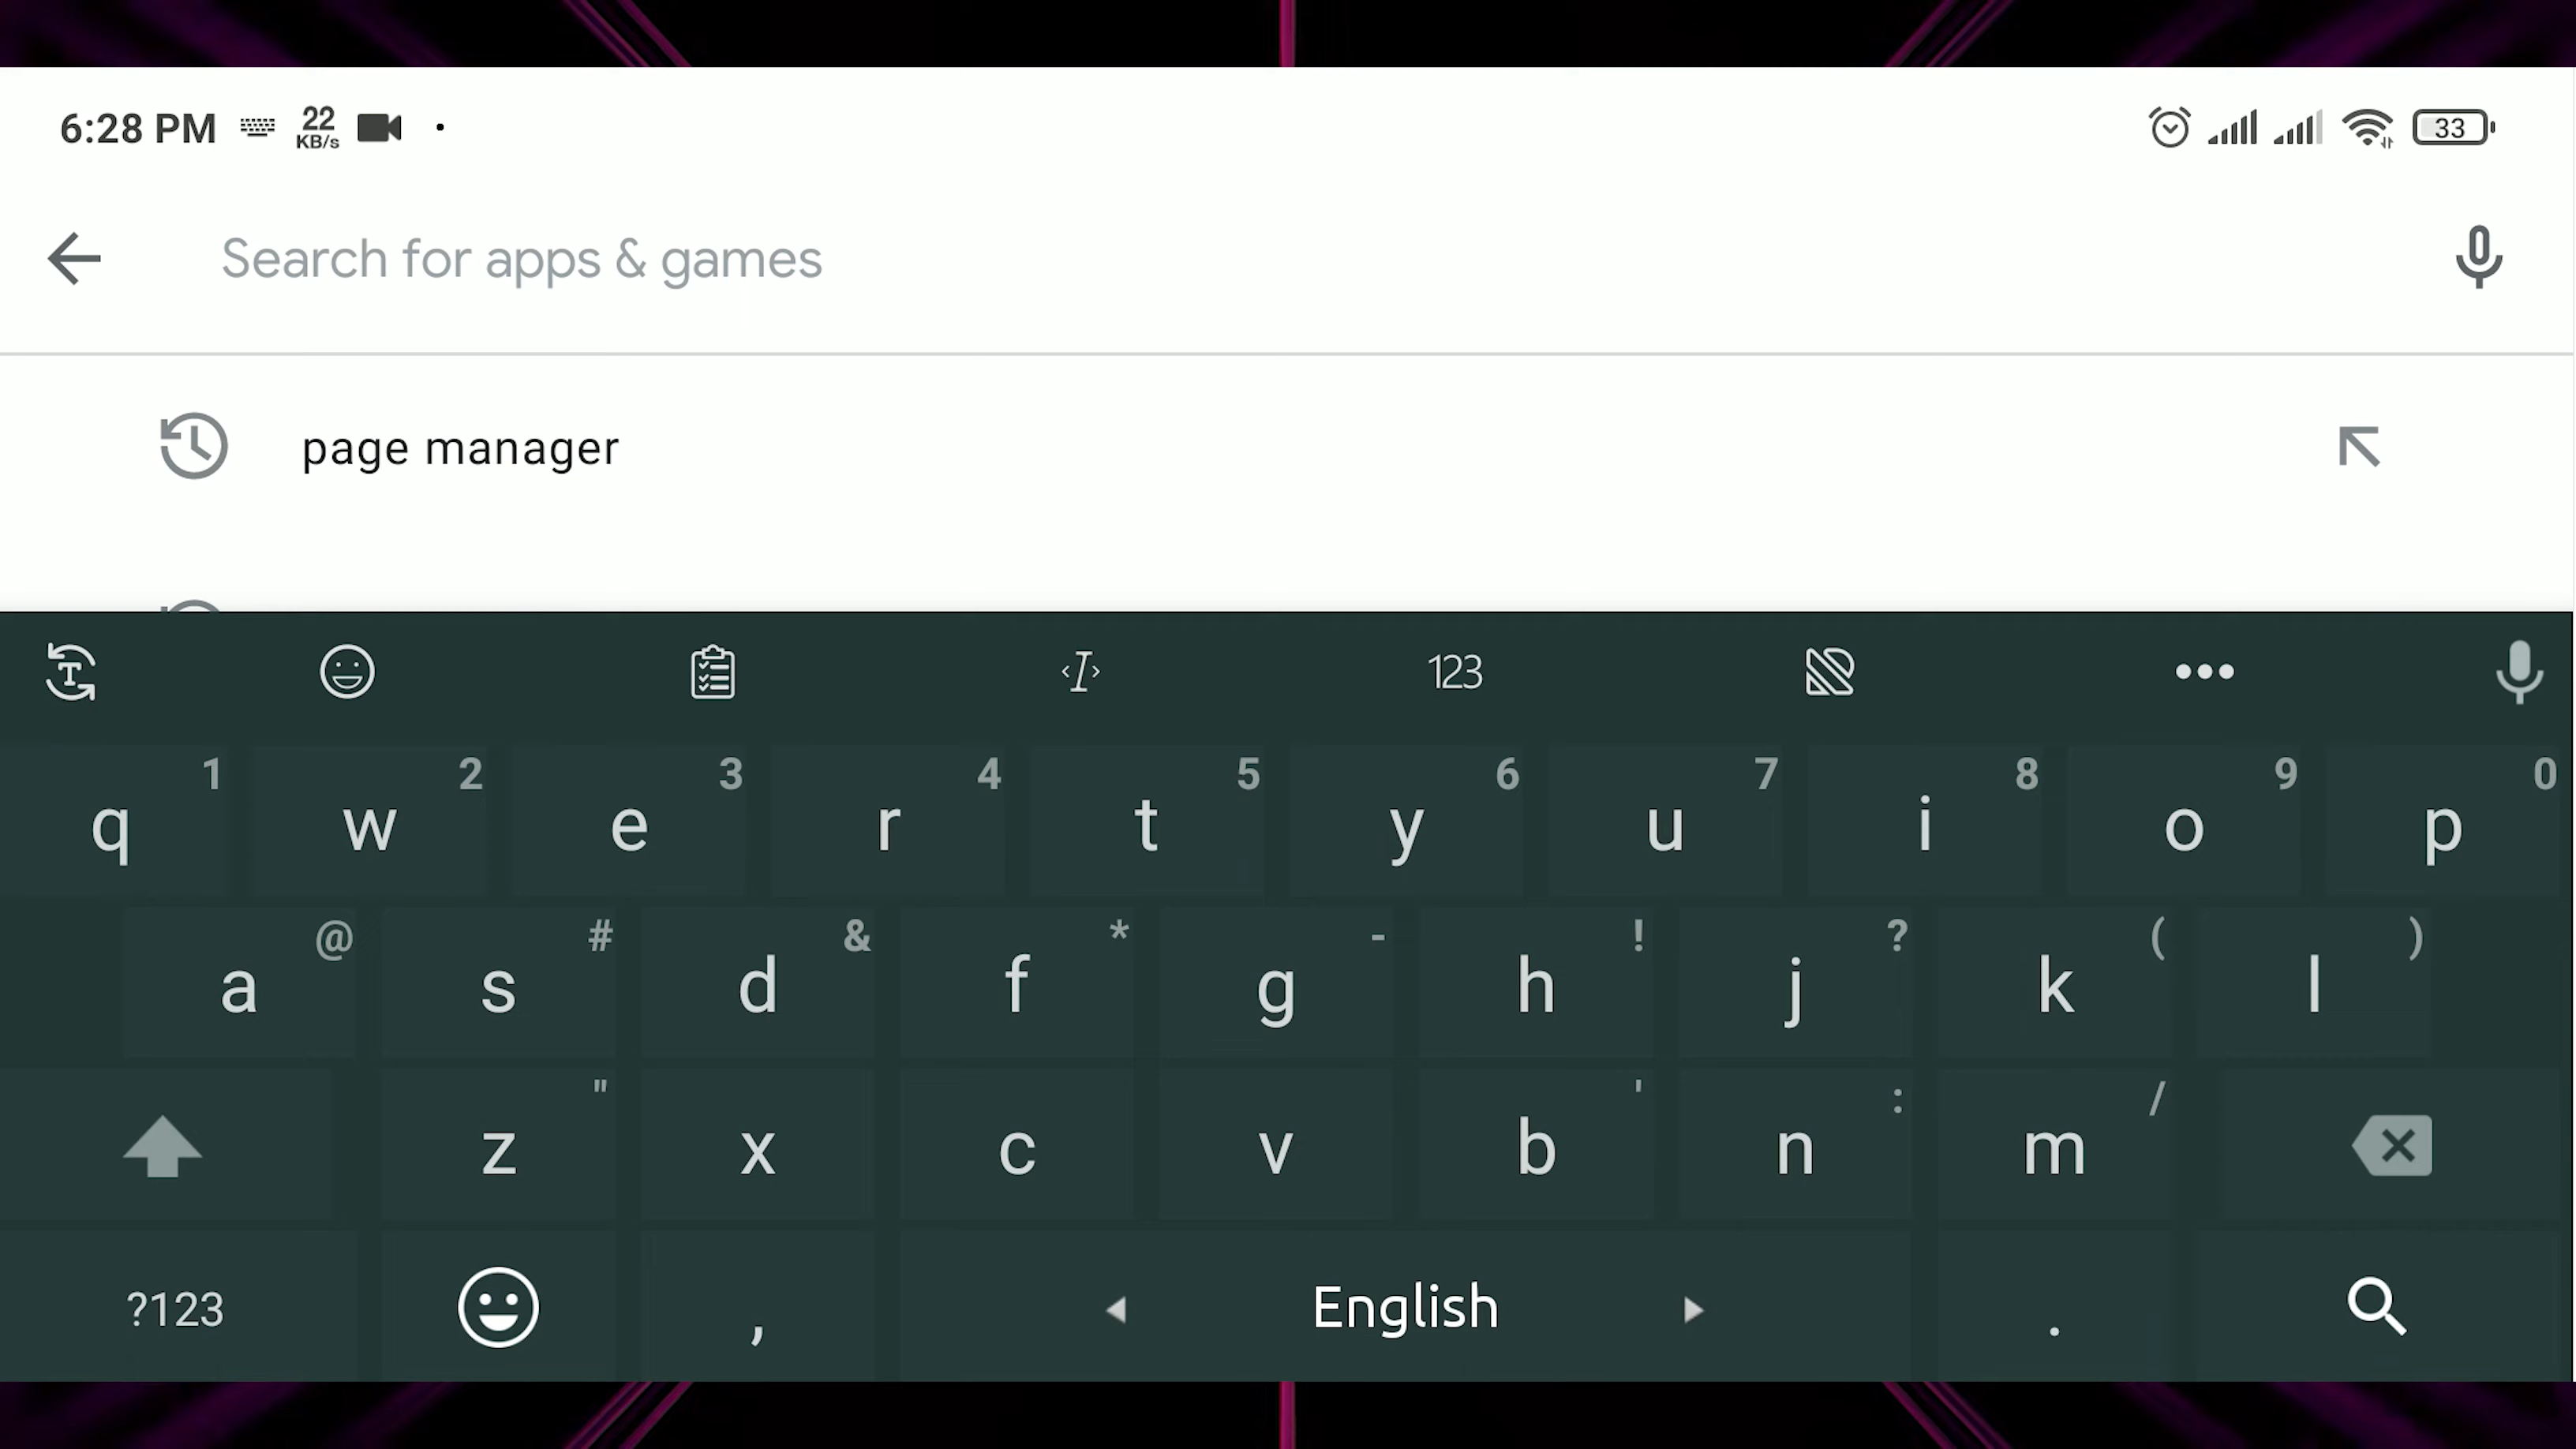 6:28 PM 22 KB/s 33
Search for apps & games
page manager
123
1 2 3 4 5 6 7 8 9 0
q w e r t y u i o p
@ # & * - ! ? ( )
a s d f g h j k l
" ' : /
z x c v b n m
?123 , English .